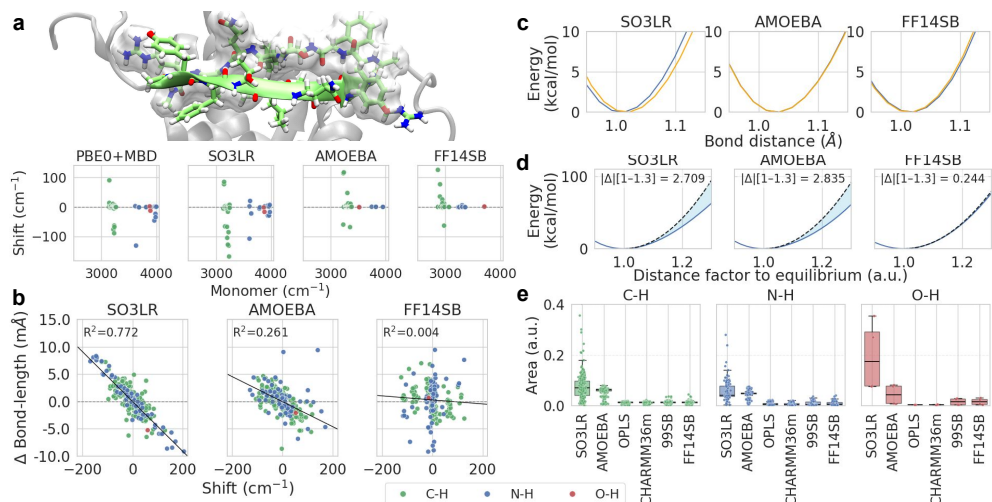 a
PBE0+MBD SO3LR AMOEBA FF14SB
Shift (cm⁻¹)
100
0
−100
3000 4000 3000 4000 3000 4000 3000 4000
Monomer (cm⁻¹)
b
SO3LR AMOEBA FF14SB
Δ Bond-length (mÅ)
15.0
10.0
5.0
0.0
-5.0
-10.0
R²=0.772 R²=0.261 R²=0.004
−200 0 200 −200 0 200 −200 0 200
Shift (cm⁻¹)
C-H N-H O-H
c
SO3LR AMOEBA FF14SB
Energy
(kcal/mol)
10 10 10
5 5 5
0 0 0
1.0 1.1 1.0 1.1 1.0 1.1
Bond distance (Å)
d
SO3LR AMOEBA FF14SB
Energy
(kcal/mol)
100
0
|Δ|[1–1.3] = 2.709 |Δ|[1–1.3] = 2.835 |Δ|[1–1.3] = 0.244
1.0 1.2 1.0 1.2 1.0 1.2
Distance factor to equilibrium (a.u.)
e
C-H N-H O-H
Area (a.u.)
0.4
0.2
0.0
SO3LR AMOEBA OPLS CHARMM36m 99SB FF14SB
SO3LR AMOEBA OPLS CHARMM36m 99SB FF14SB
SO3LR AMOEBA OPLS CHARMM36m 99SB FF14SB